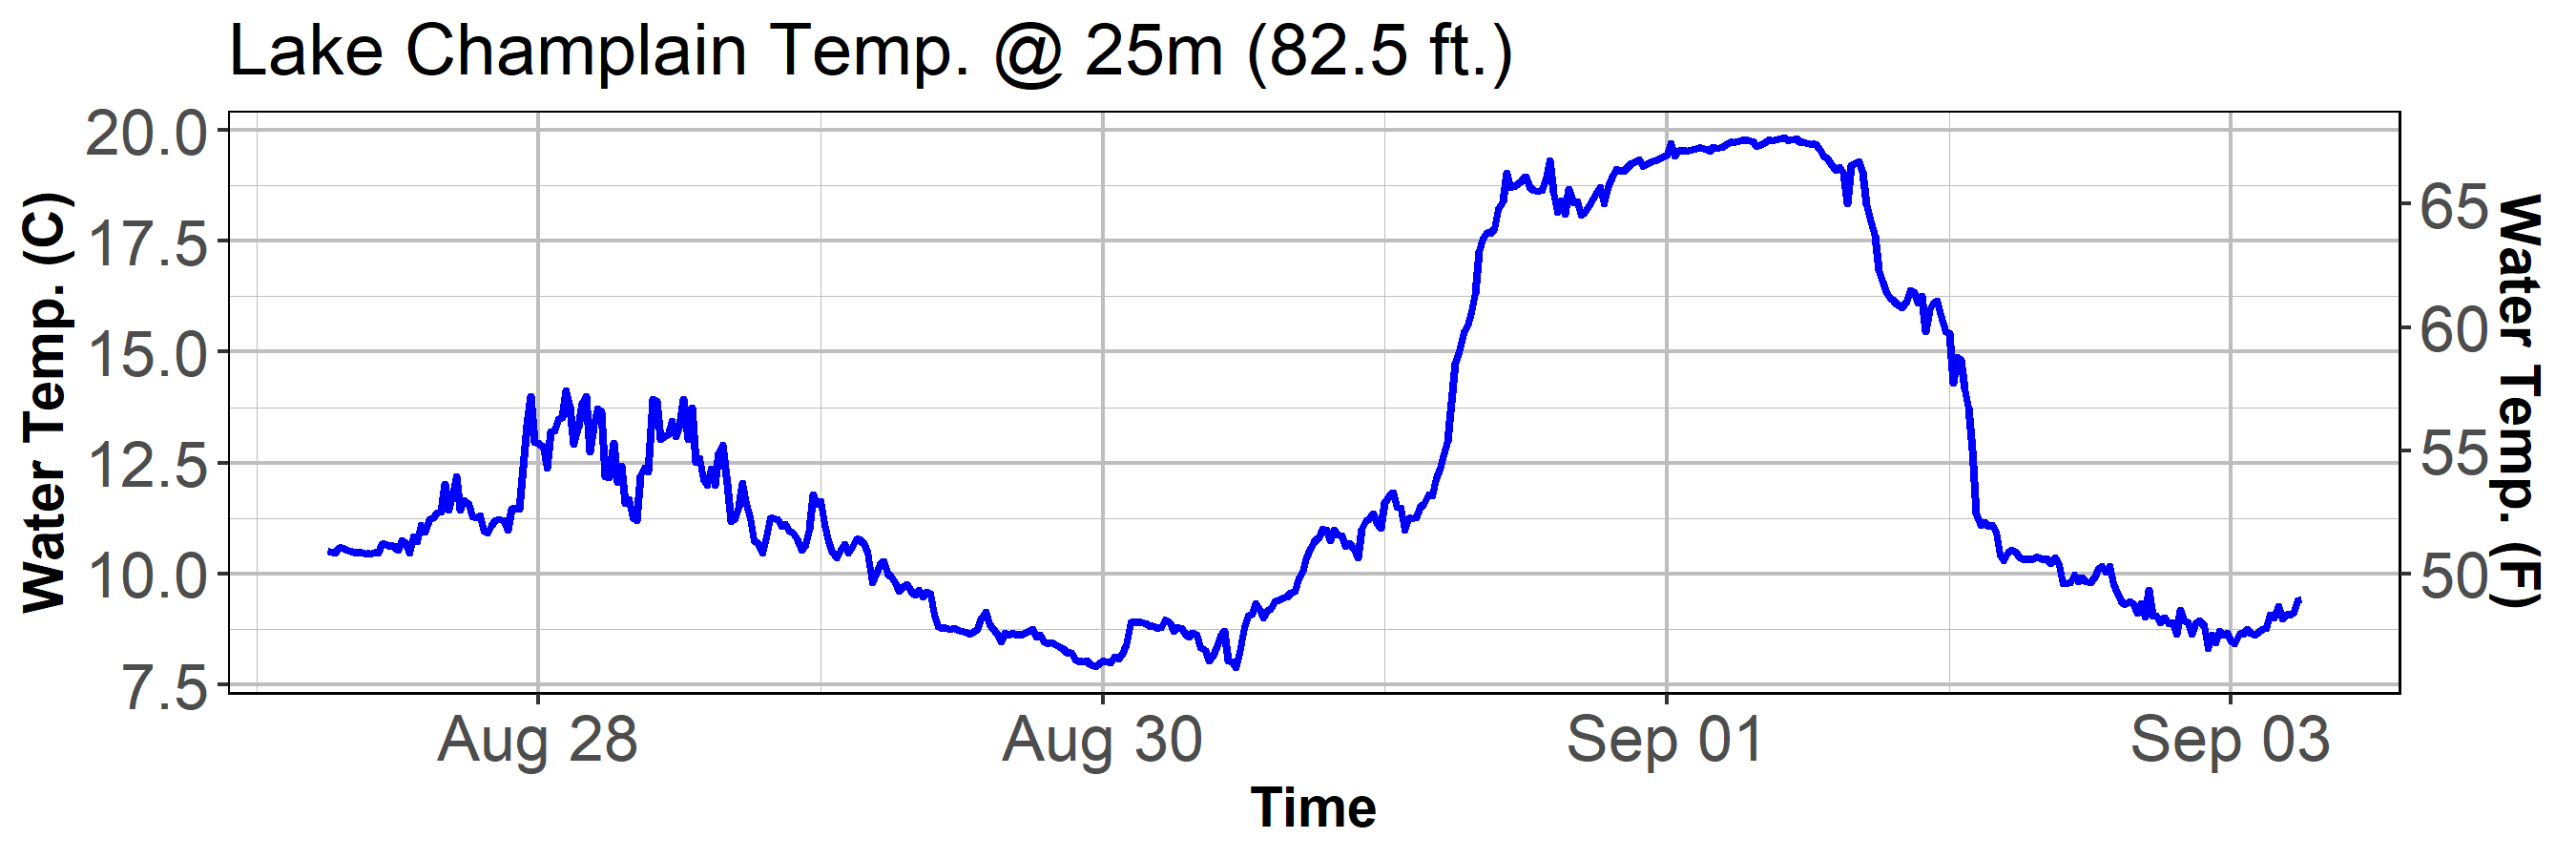 Lake Champlain Temp. @ 25m (82.5 ft.)
Water Temp. (C)
20.0
17.5
15.0
12.5
10.0
7.5
65
60
55
50
Water Temp. (F)
Aug 28 Aug 30 Sep 01 Sep 03
Time